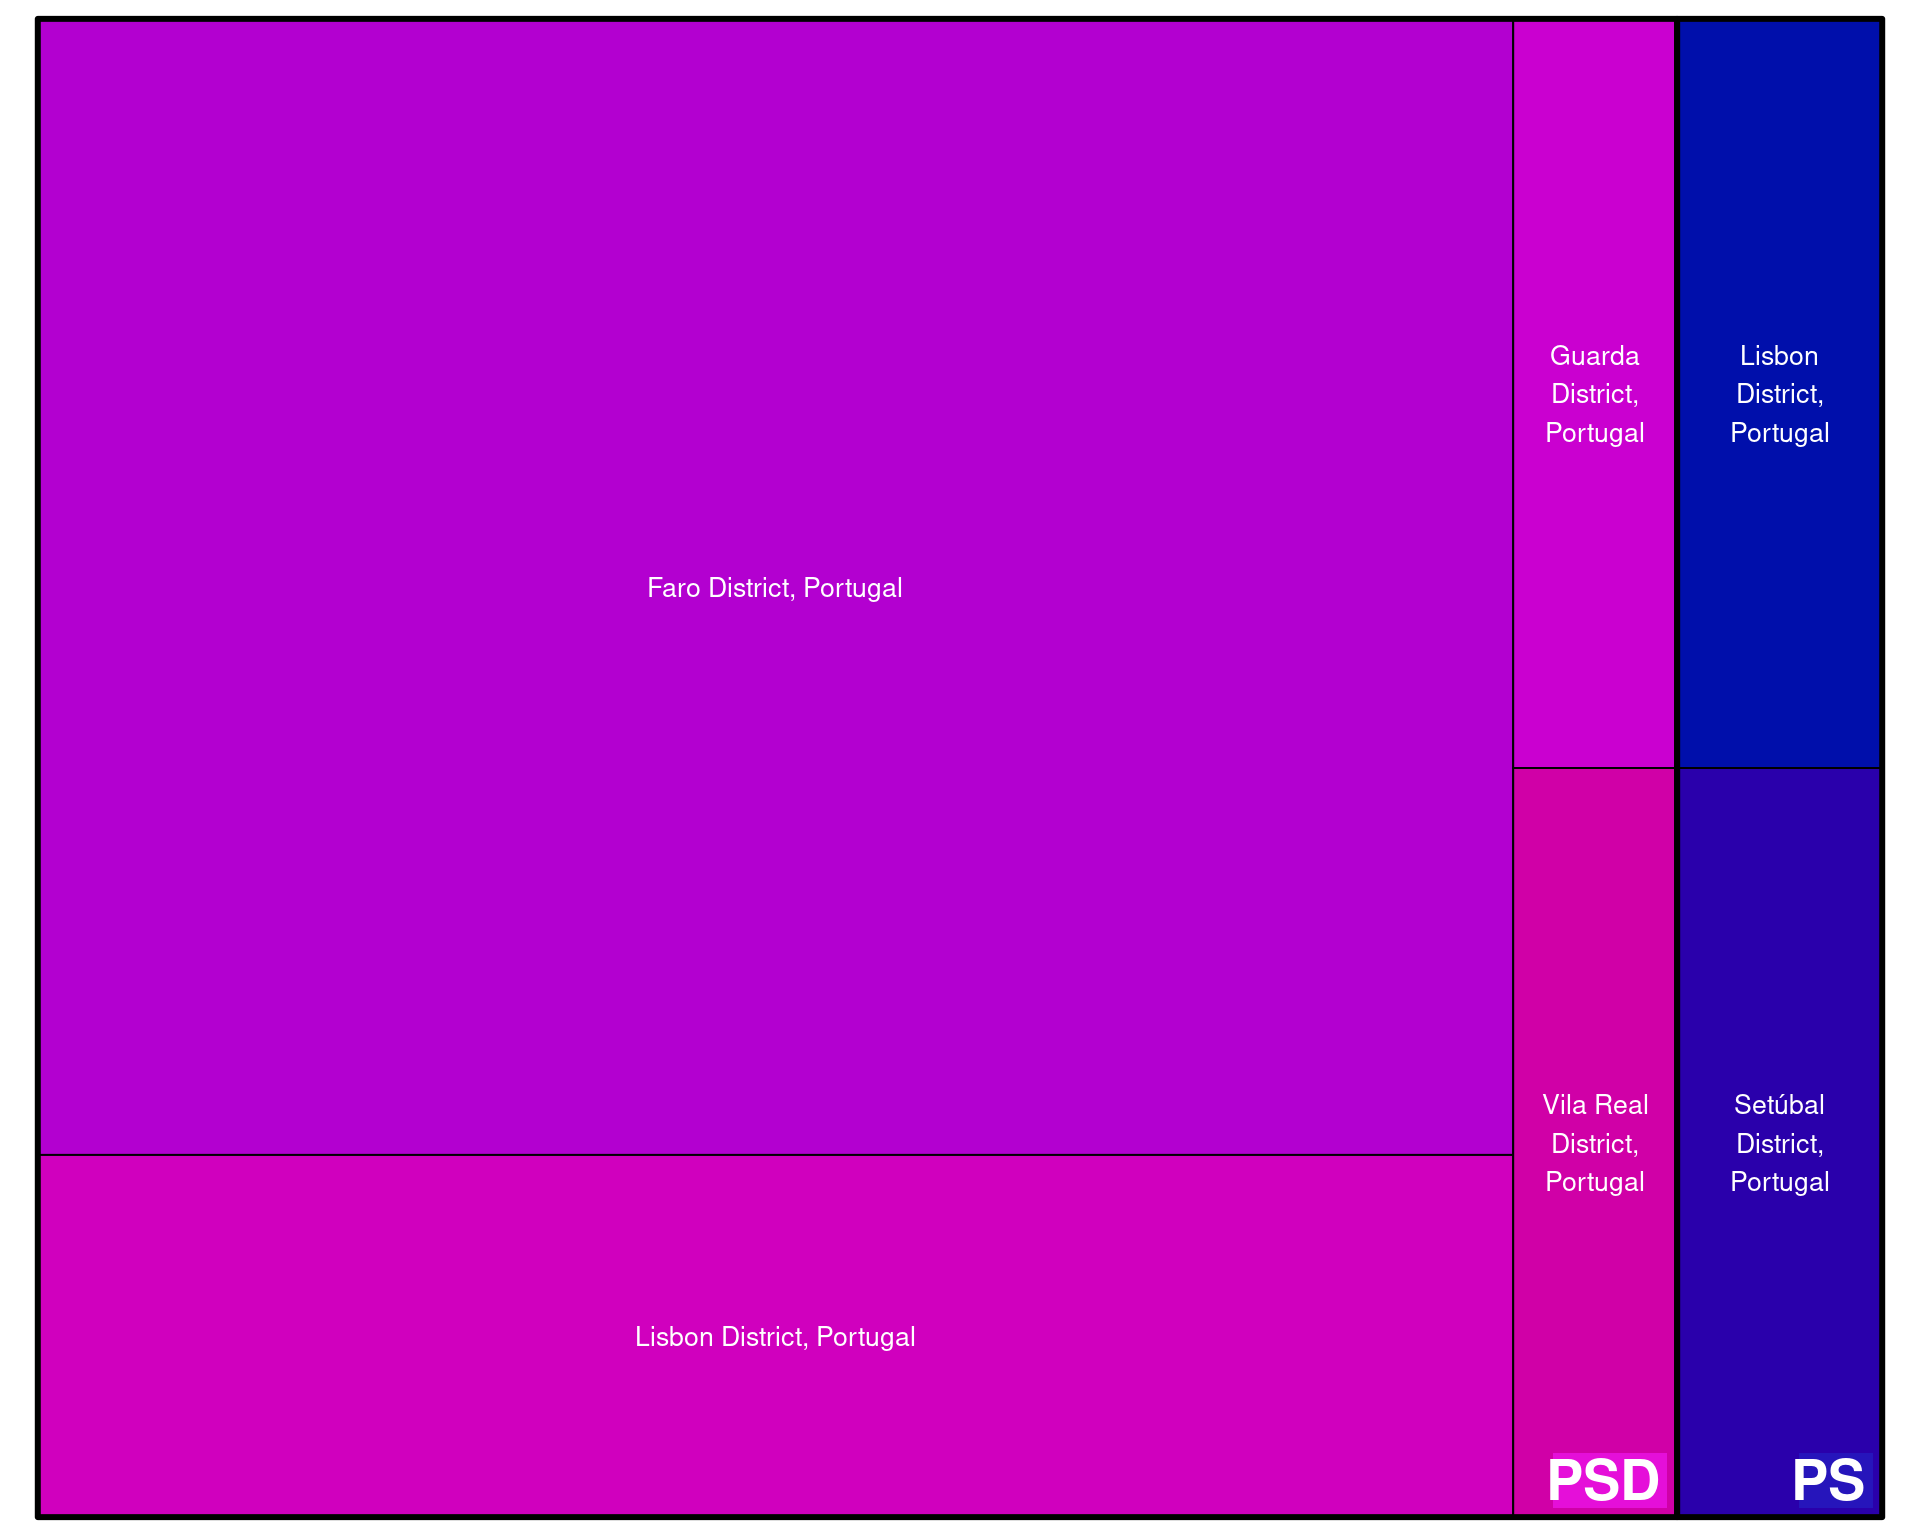 Faro District, Portugal
Lisbon District, Portugal
Guarda
District,
Portugal
Vila Real
District,
Portugal
PSD
Lisbon
District,
Portugal
Setúbal
District,
Portugal
PS